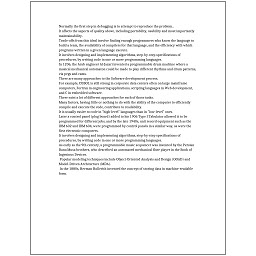 Normally the first step in debugging is to attempt to reproduce the problem.
It affects the aspects of quality above, including portability, usability and most importantly
maintainability.
Trade-offs from this ideal involve finding enough programmers who know the language to
build a team, the availability of compilers for that language, and the efficiency with which
programs written in a given language execute.
It involves designing and implementing algorithms, step-by-step specifications of
procedures, by writing code in one or more programming languages.
In 1206, the Arab engineer Al-Jazari invented a programmable drum machine where a
musical mechanical automaton could be made to play different rhythms and drum patterns,
via pegs and cams.
There are many approaches to the Software development process.
For example, COBOL is still strong in corporate data centers often on large mainframe
computers, Fortran in engineering applications, scripting languages in Web development,
and C in embedded software.
There exist a lot of different approaches for each of those tasks.
Many factors, having little or nothing to do with the ability of the computer to efficiently
compile and execute the code, contribute to readability.
It is usually easier to code in "high-level" languages than in "low-level" ones.
Later a control panel (plug board) added to his 1906 Type I Tabulator allowed it to be
programmed for different jobs, and by the late 1940s, unit record equipment such as the
IBM 602 and IBM 604, were programmed by control panels in a similar way, as were the
first electronic computers.
It involves designing and implementing algorithms, step-by-step specifications of
procedures, by writing code in one or more programming languages.
As early as the 9th century, a programmable music sequencer was invented by the Persian
Banu Musa brothers, who described an automated mechanical flute player in the Book of
Ingenious Devices.
Popular modeling techniques include Object-Oriented Analysis and Design (OOAD) and
Model-Driven Architecture (MDA).
In the 1880s, Herman Hollerith invented the concept of storing data in machine-readable
form.